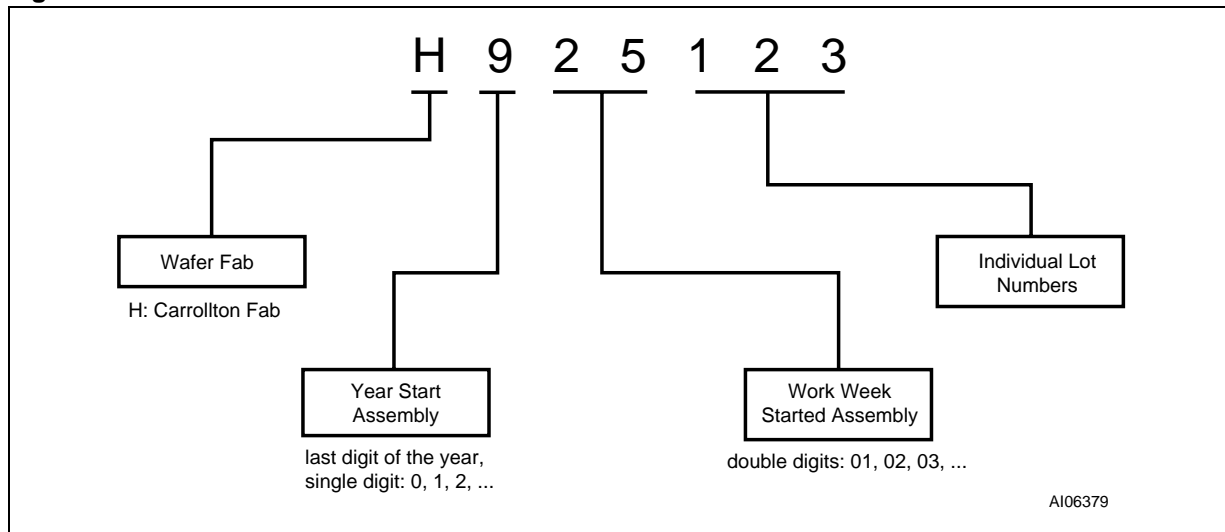 H 9 2 5 1 2 3
Wafer Fab
H: Carrollton Fab
Individual Lot
Numbers
Year Start
Assembly
last digit of the year,
single digit: 0, 1, 2, ...
Work Week
Started Assembly
double digits: 01, 02, 03, ...
AI06379